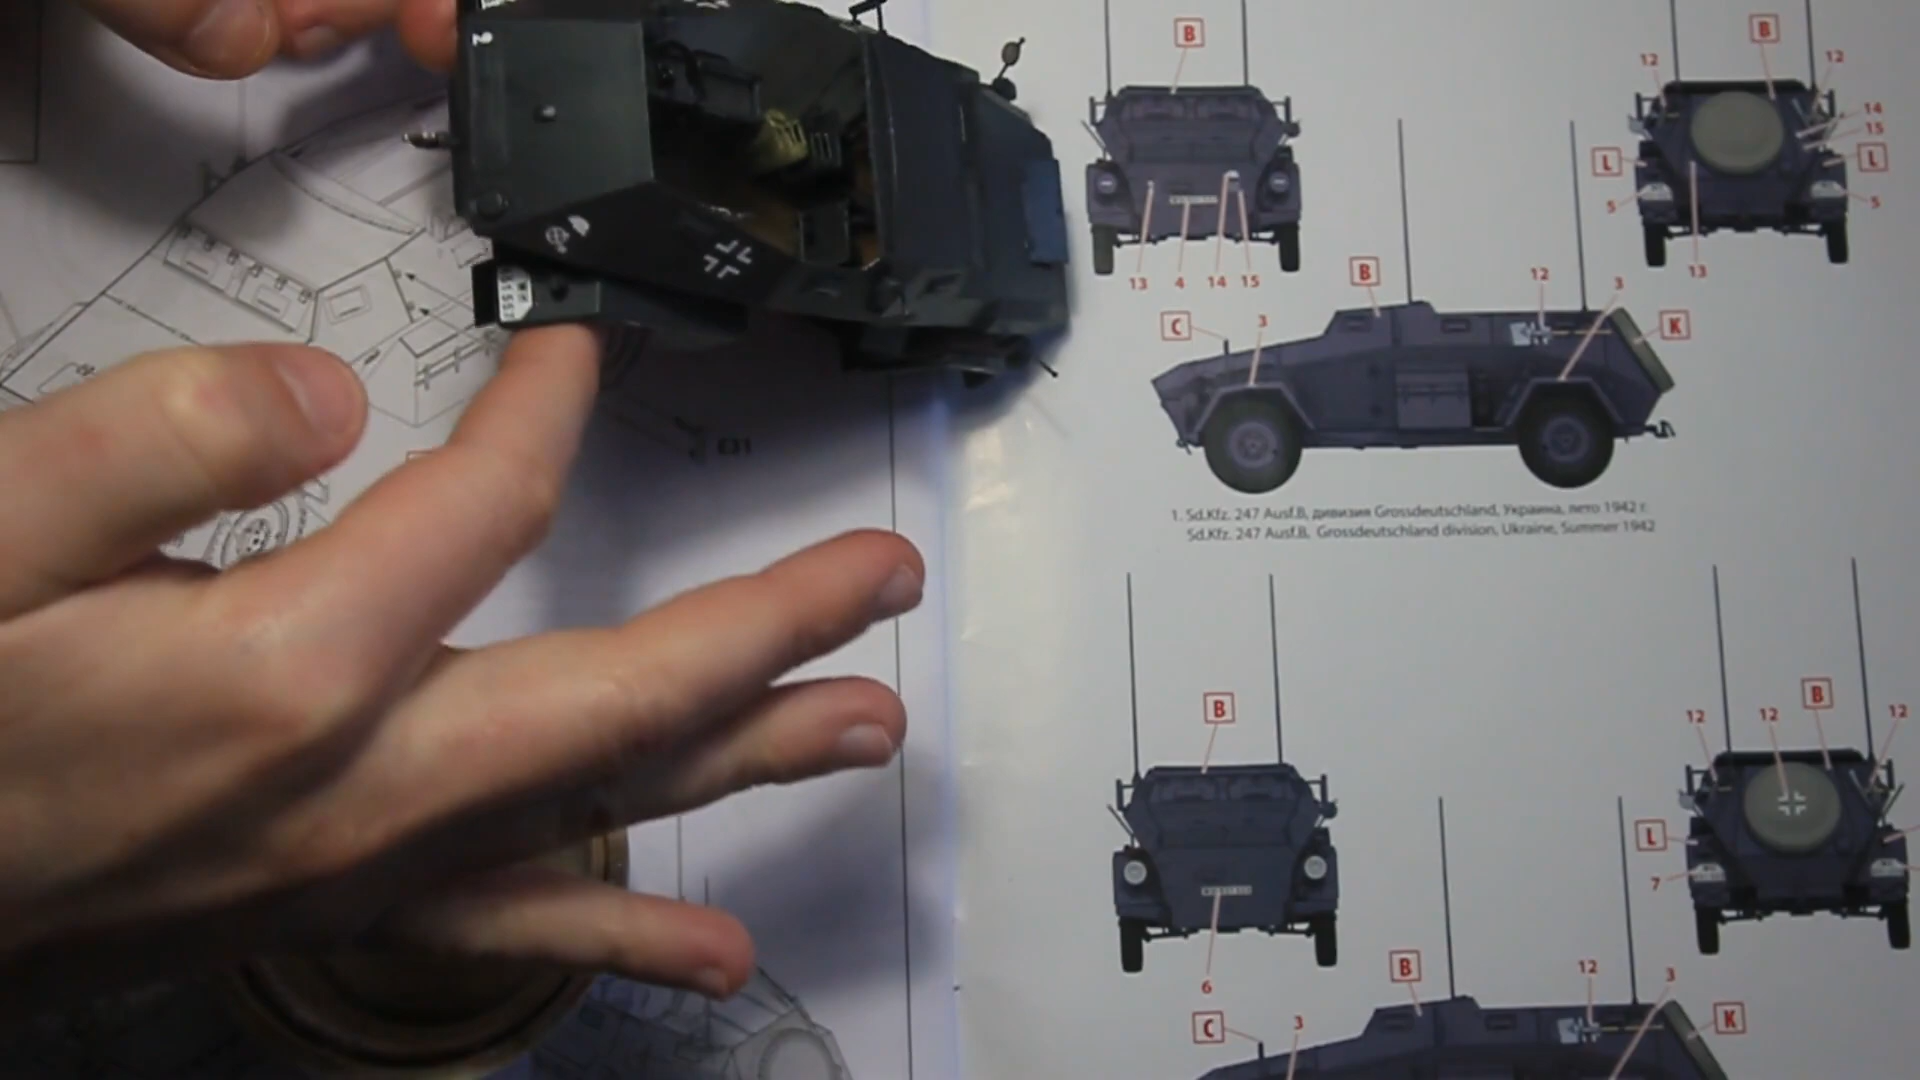 2
E31
B
B
12
12
14
15
L
L
5
5
13
4
14
15
13
B
12
3
C
3
K
1. Sd.Kfz. 247 Ausf.B, дивизия Grossdeutschland, Украина, лето 1942 г.
Sd.Kfz. 247 Ausf.B, Grossdeutschland division, Ukraine, Summer 1942
B
B
12
12
12
L
7
6
B
12
3
C
3
K